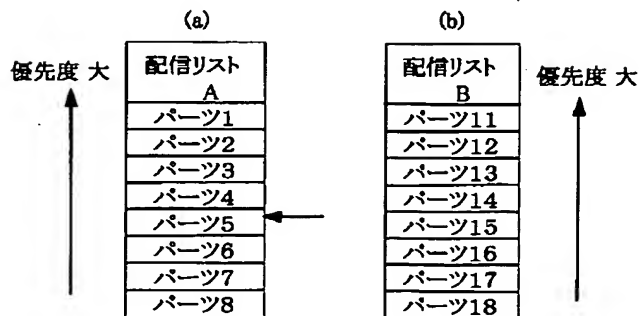 (a)
優先度 大
配信リスト
A
パーツ1
パーツ2
パーツ3
パーツ4
パーツ5
パーツ6
パーツ7
パーツ8
(b)
配信リスト
B
パーツ11
パーツ12
パーツ13
パーツ14
パーツ15
パーツ16
パーツ17
パーツ18
優先度 大